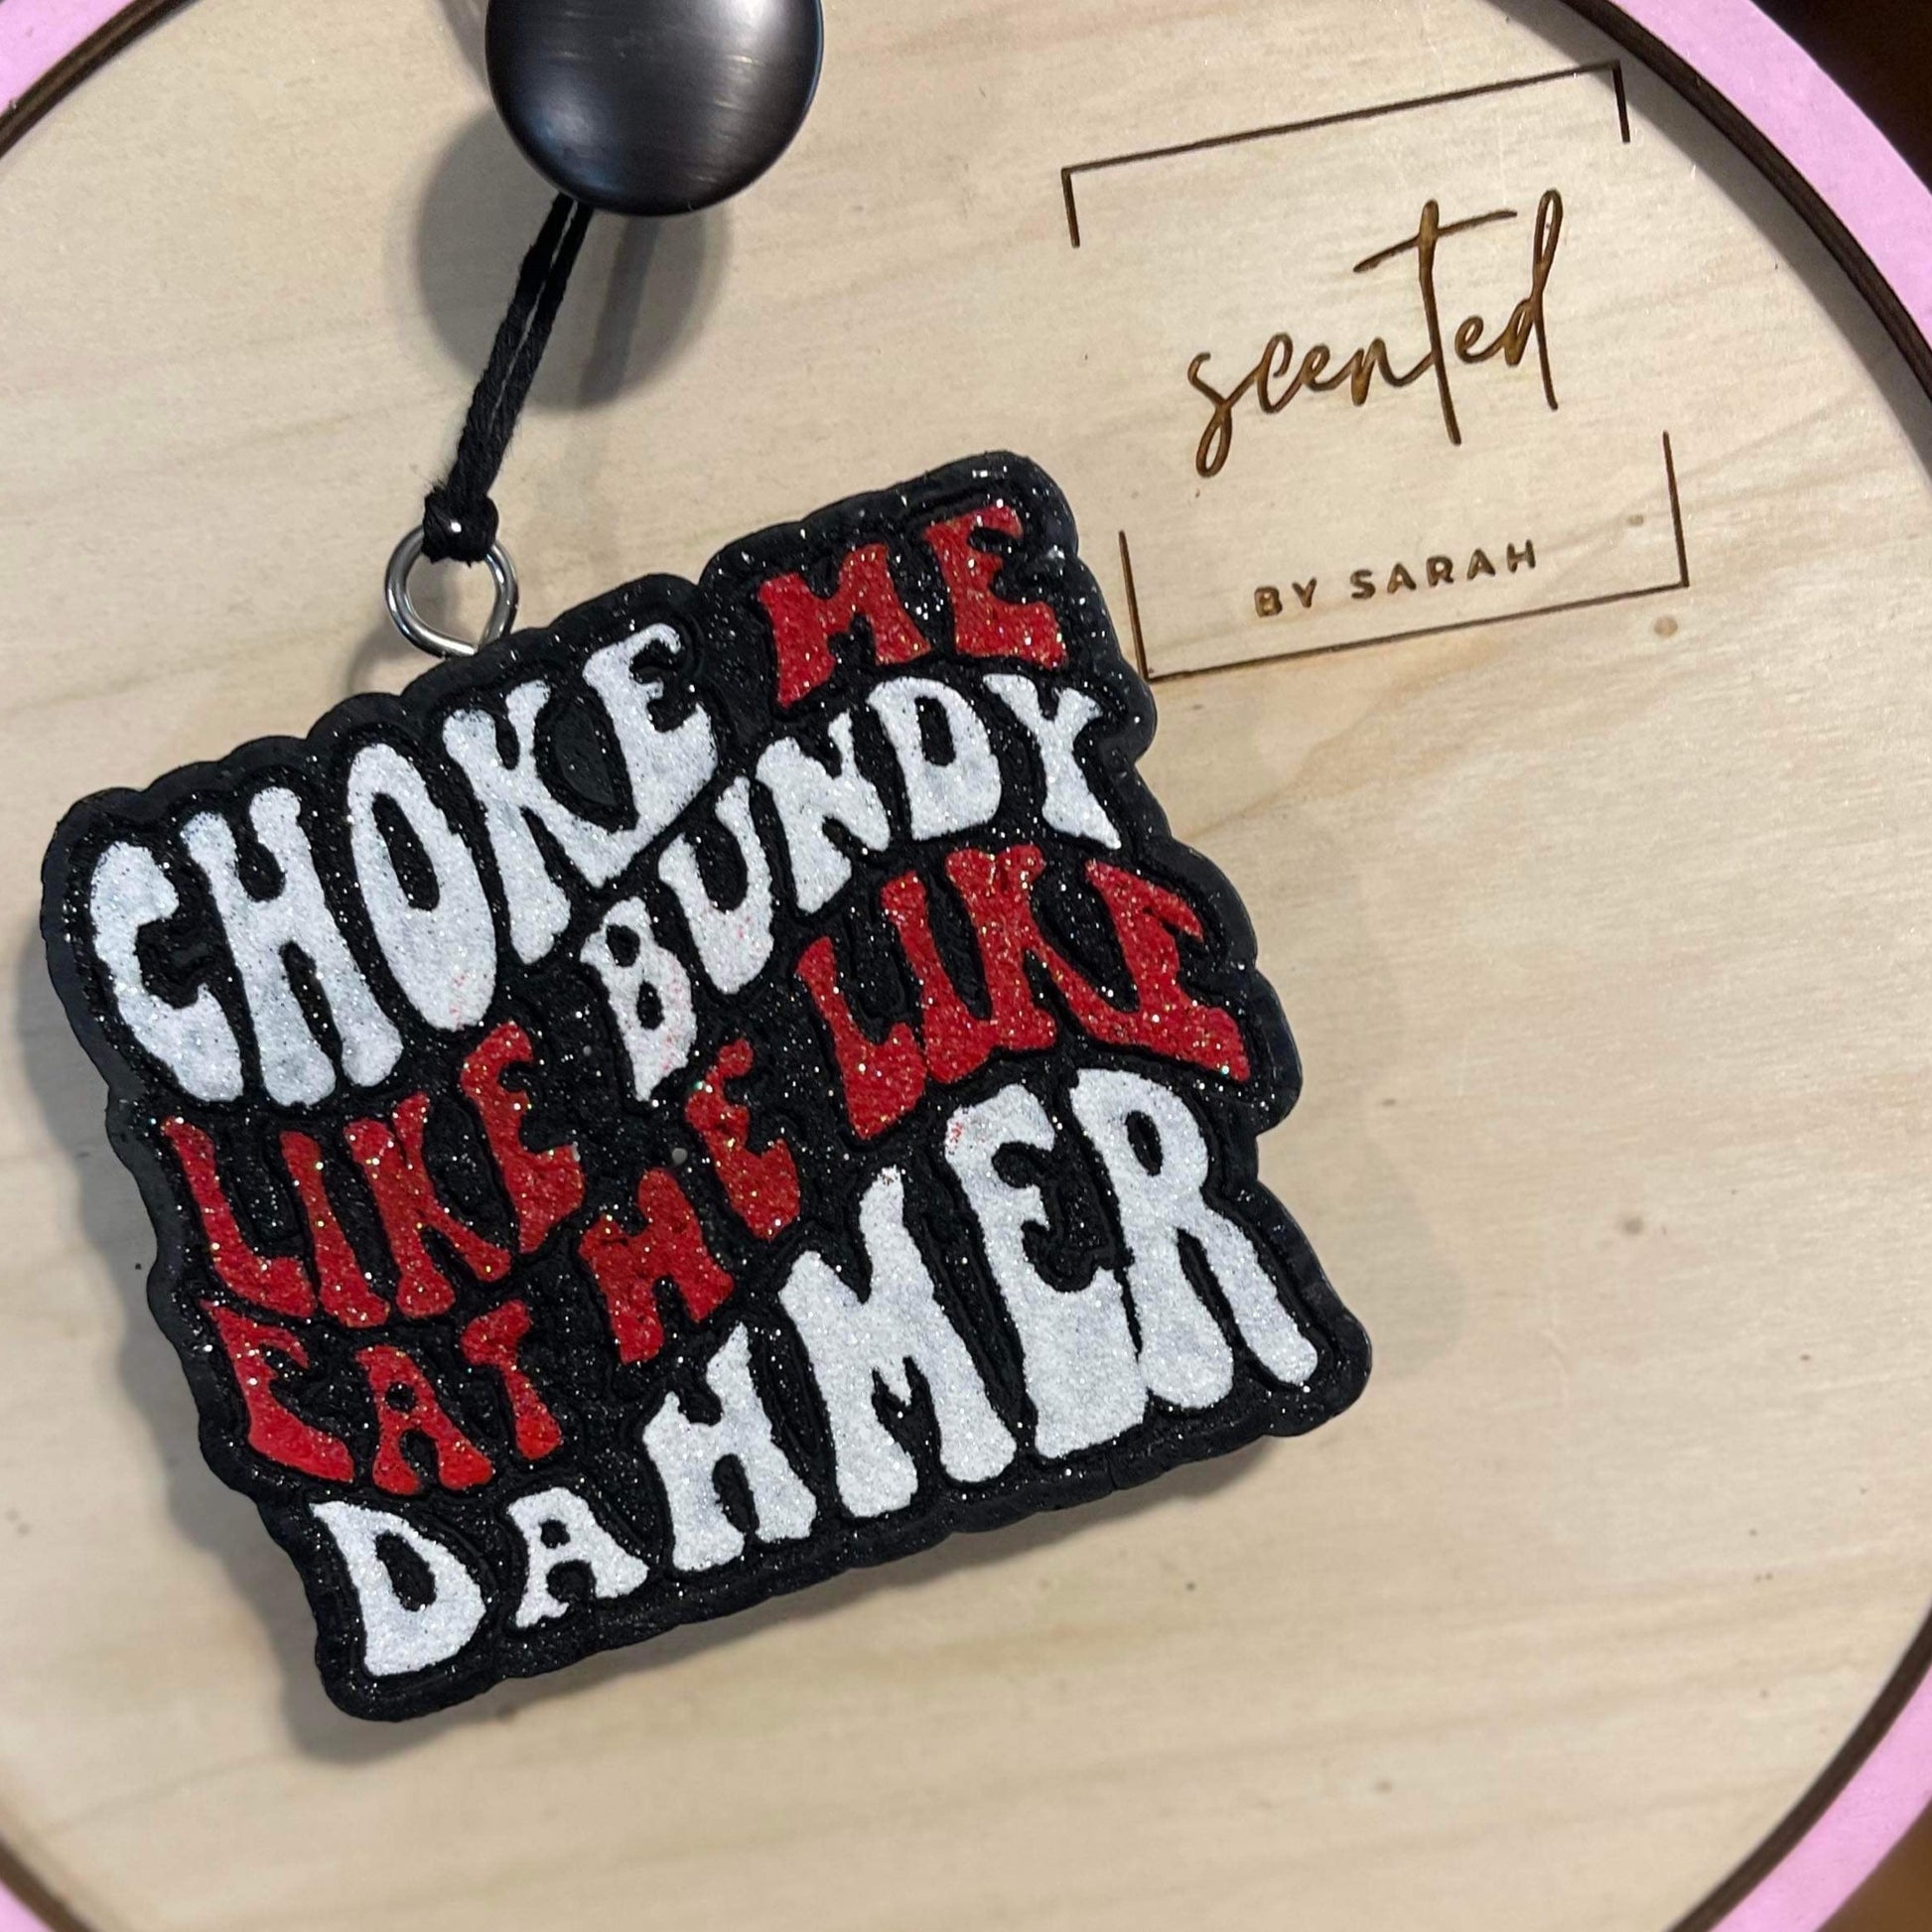 scented
BY SARAH
CHOKE ME
LIKE BUNDY
EAT ME LIKE
DAHMER